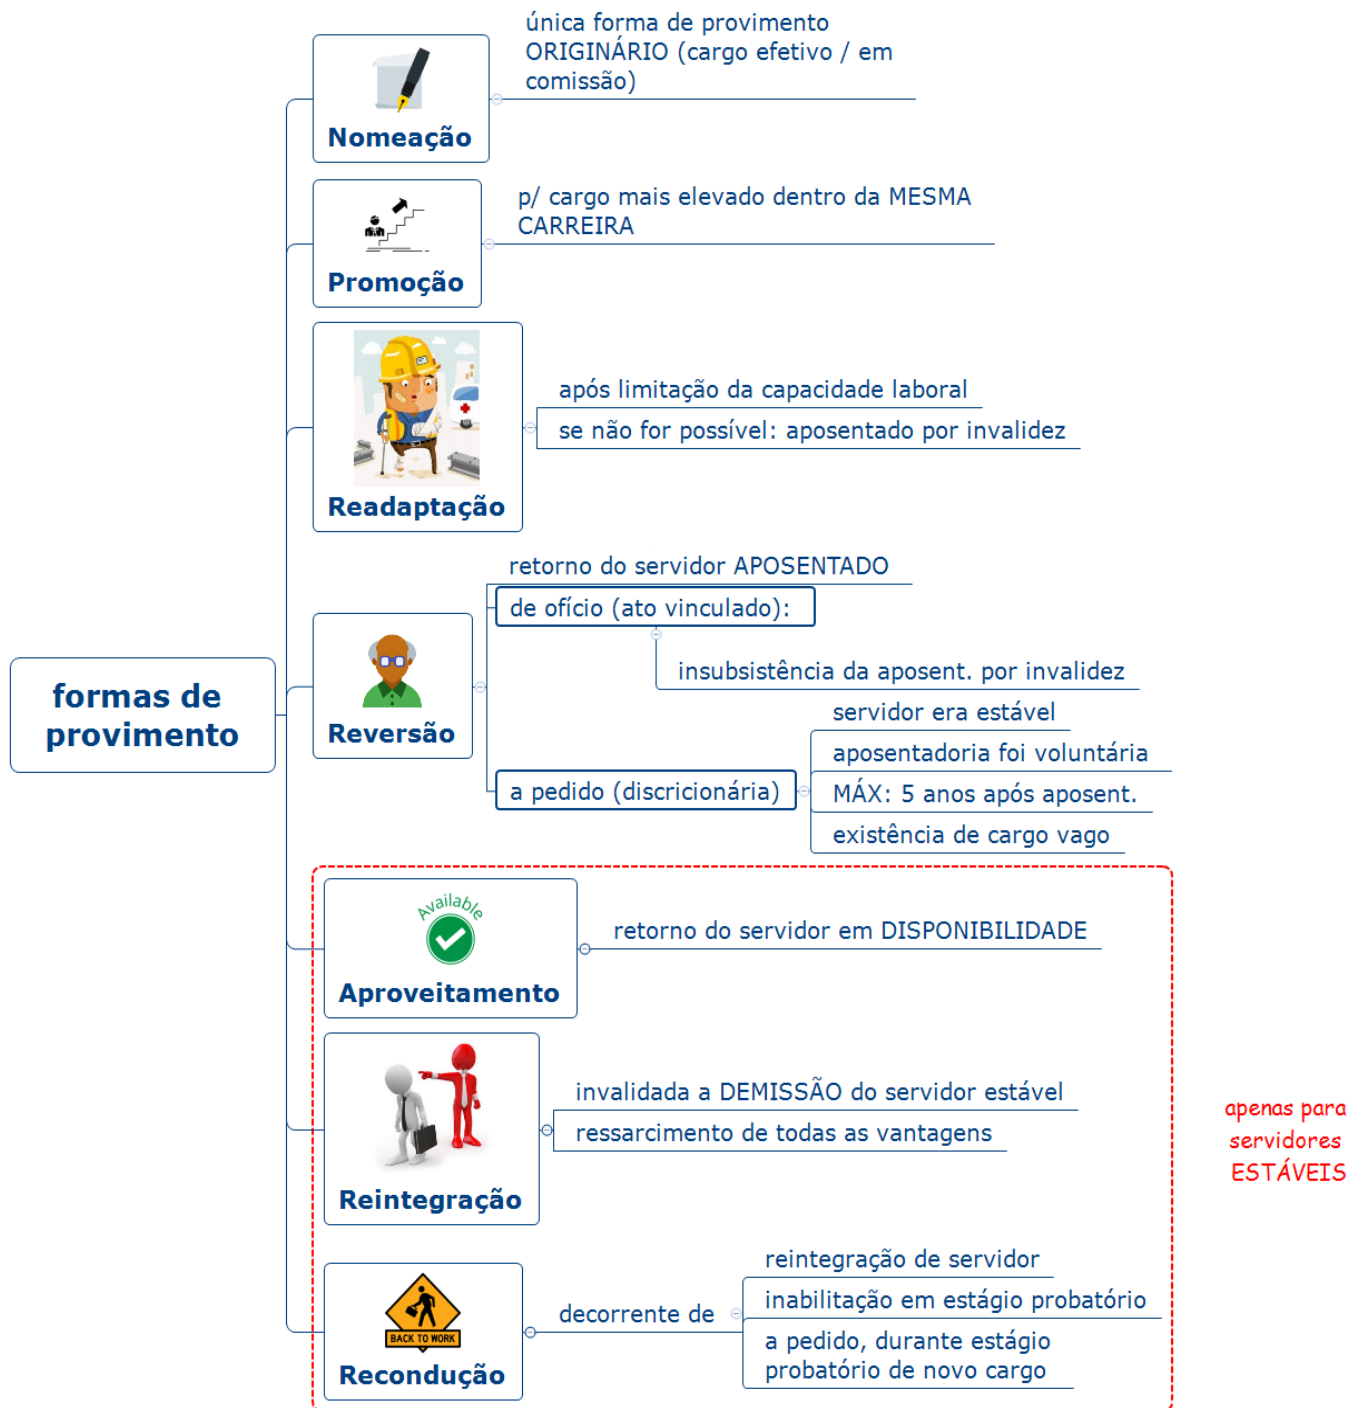 única forma de provimento
ORIGINÁRIO (cargo efetivo / em
comissão)
Nomeação
p/ cargo mais elevado dentro da MESMA
CARREIRA
Promoção
após limitação da capacidade laboral
se não for possível: aposentado por invalidez
Readaptação
retorno do servidor APOSENTADO
de ofício (ato vinculado):
insubsistência da aposent. por invalidez
formas de
provimento
Reversão
servidor era estável
aposentadoria foi voluntária
a pedido (discricionária)
MÁX: 5 anos após aposent.
existência de cargo vago
Available
retorno do servidor em DISPONIBILIDADE
Aproveitamento
invalidada a DEMISSÃO do servidor estável
ressarcimento de todas as vantagens
Reintegração
apenas para
servidores
ESTÁVEIS
reintegração de servidor
decorrente de
inabilitação em estágio probatório
a pedido, durante estágio
probatório de novo cargo
BACK TO WORK
Recondução